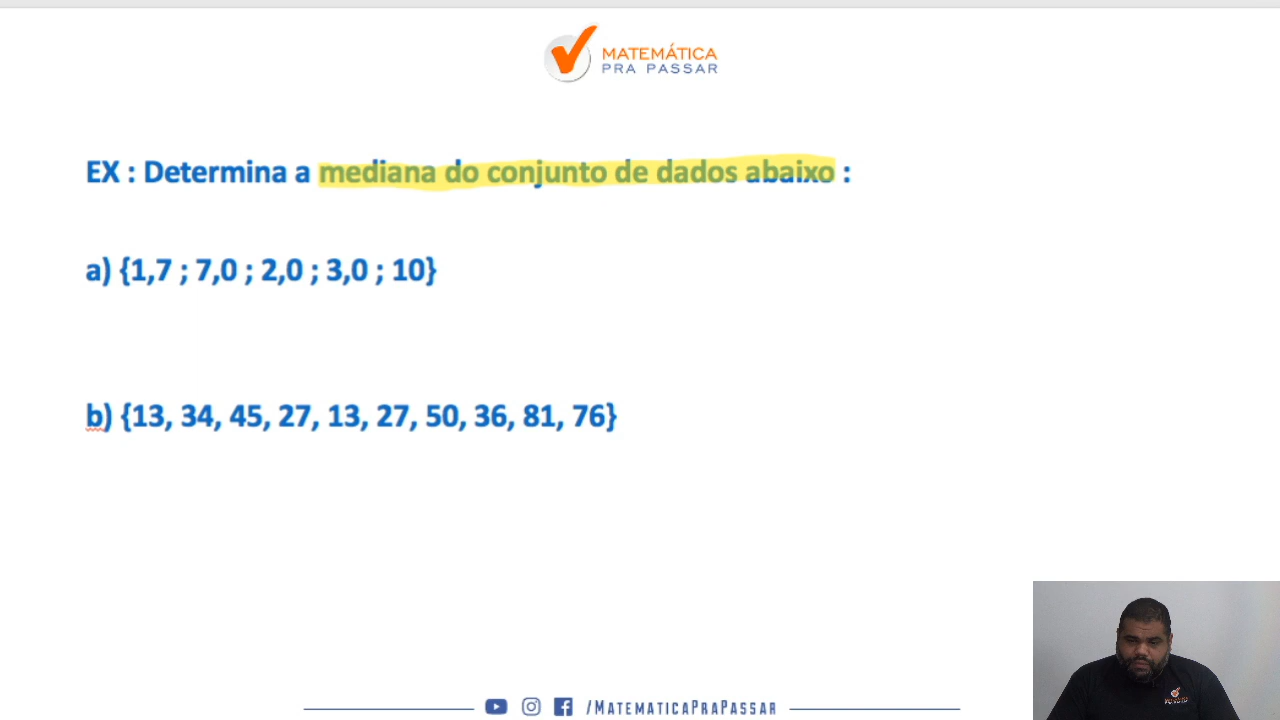 MATEMÁTICA
PRA PASSAR
EX : Determina a mediana do conjunto de dados abaixo :
a) {1,7 ; 7,0 ; 2,0 ; 3,0 ; 10}
b) {13, 34, 45, 27, 13, 27, 50, 36, 81, 76}
/MATEMATICAPRAPASSAR